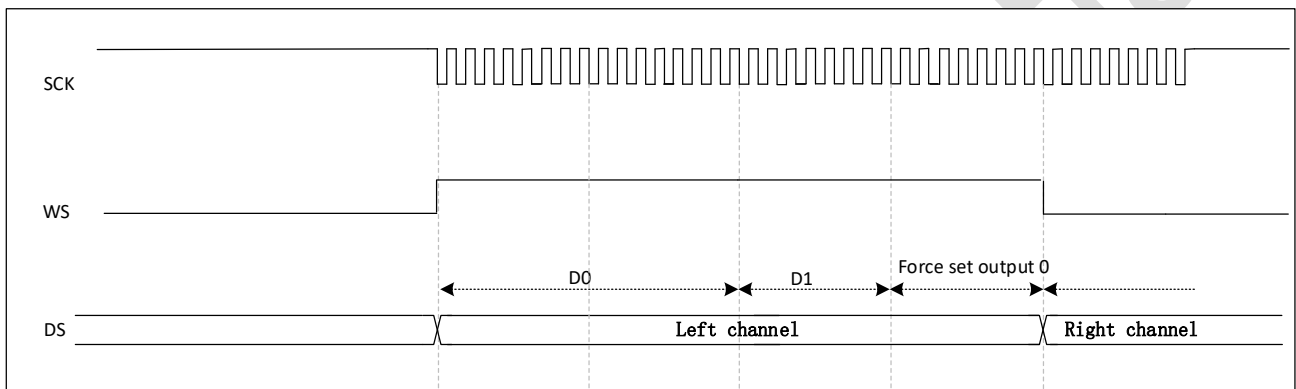 SCK
WS
D0
D1
Force set output 0
DS
Left channel
Right channel